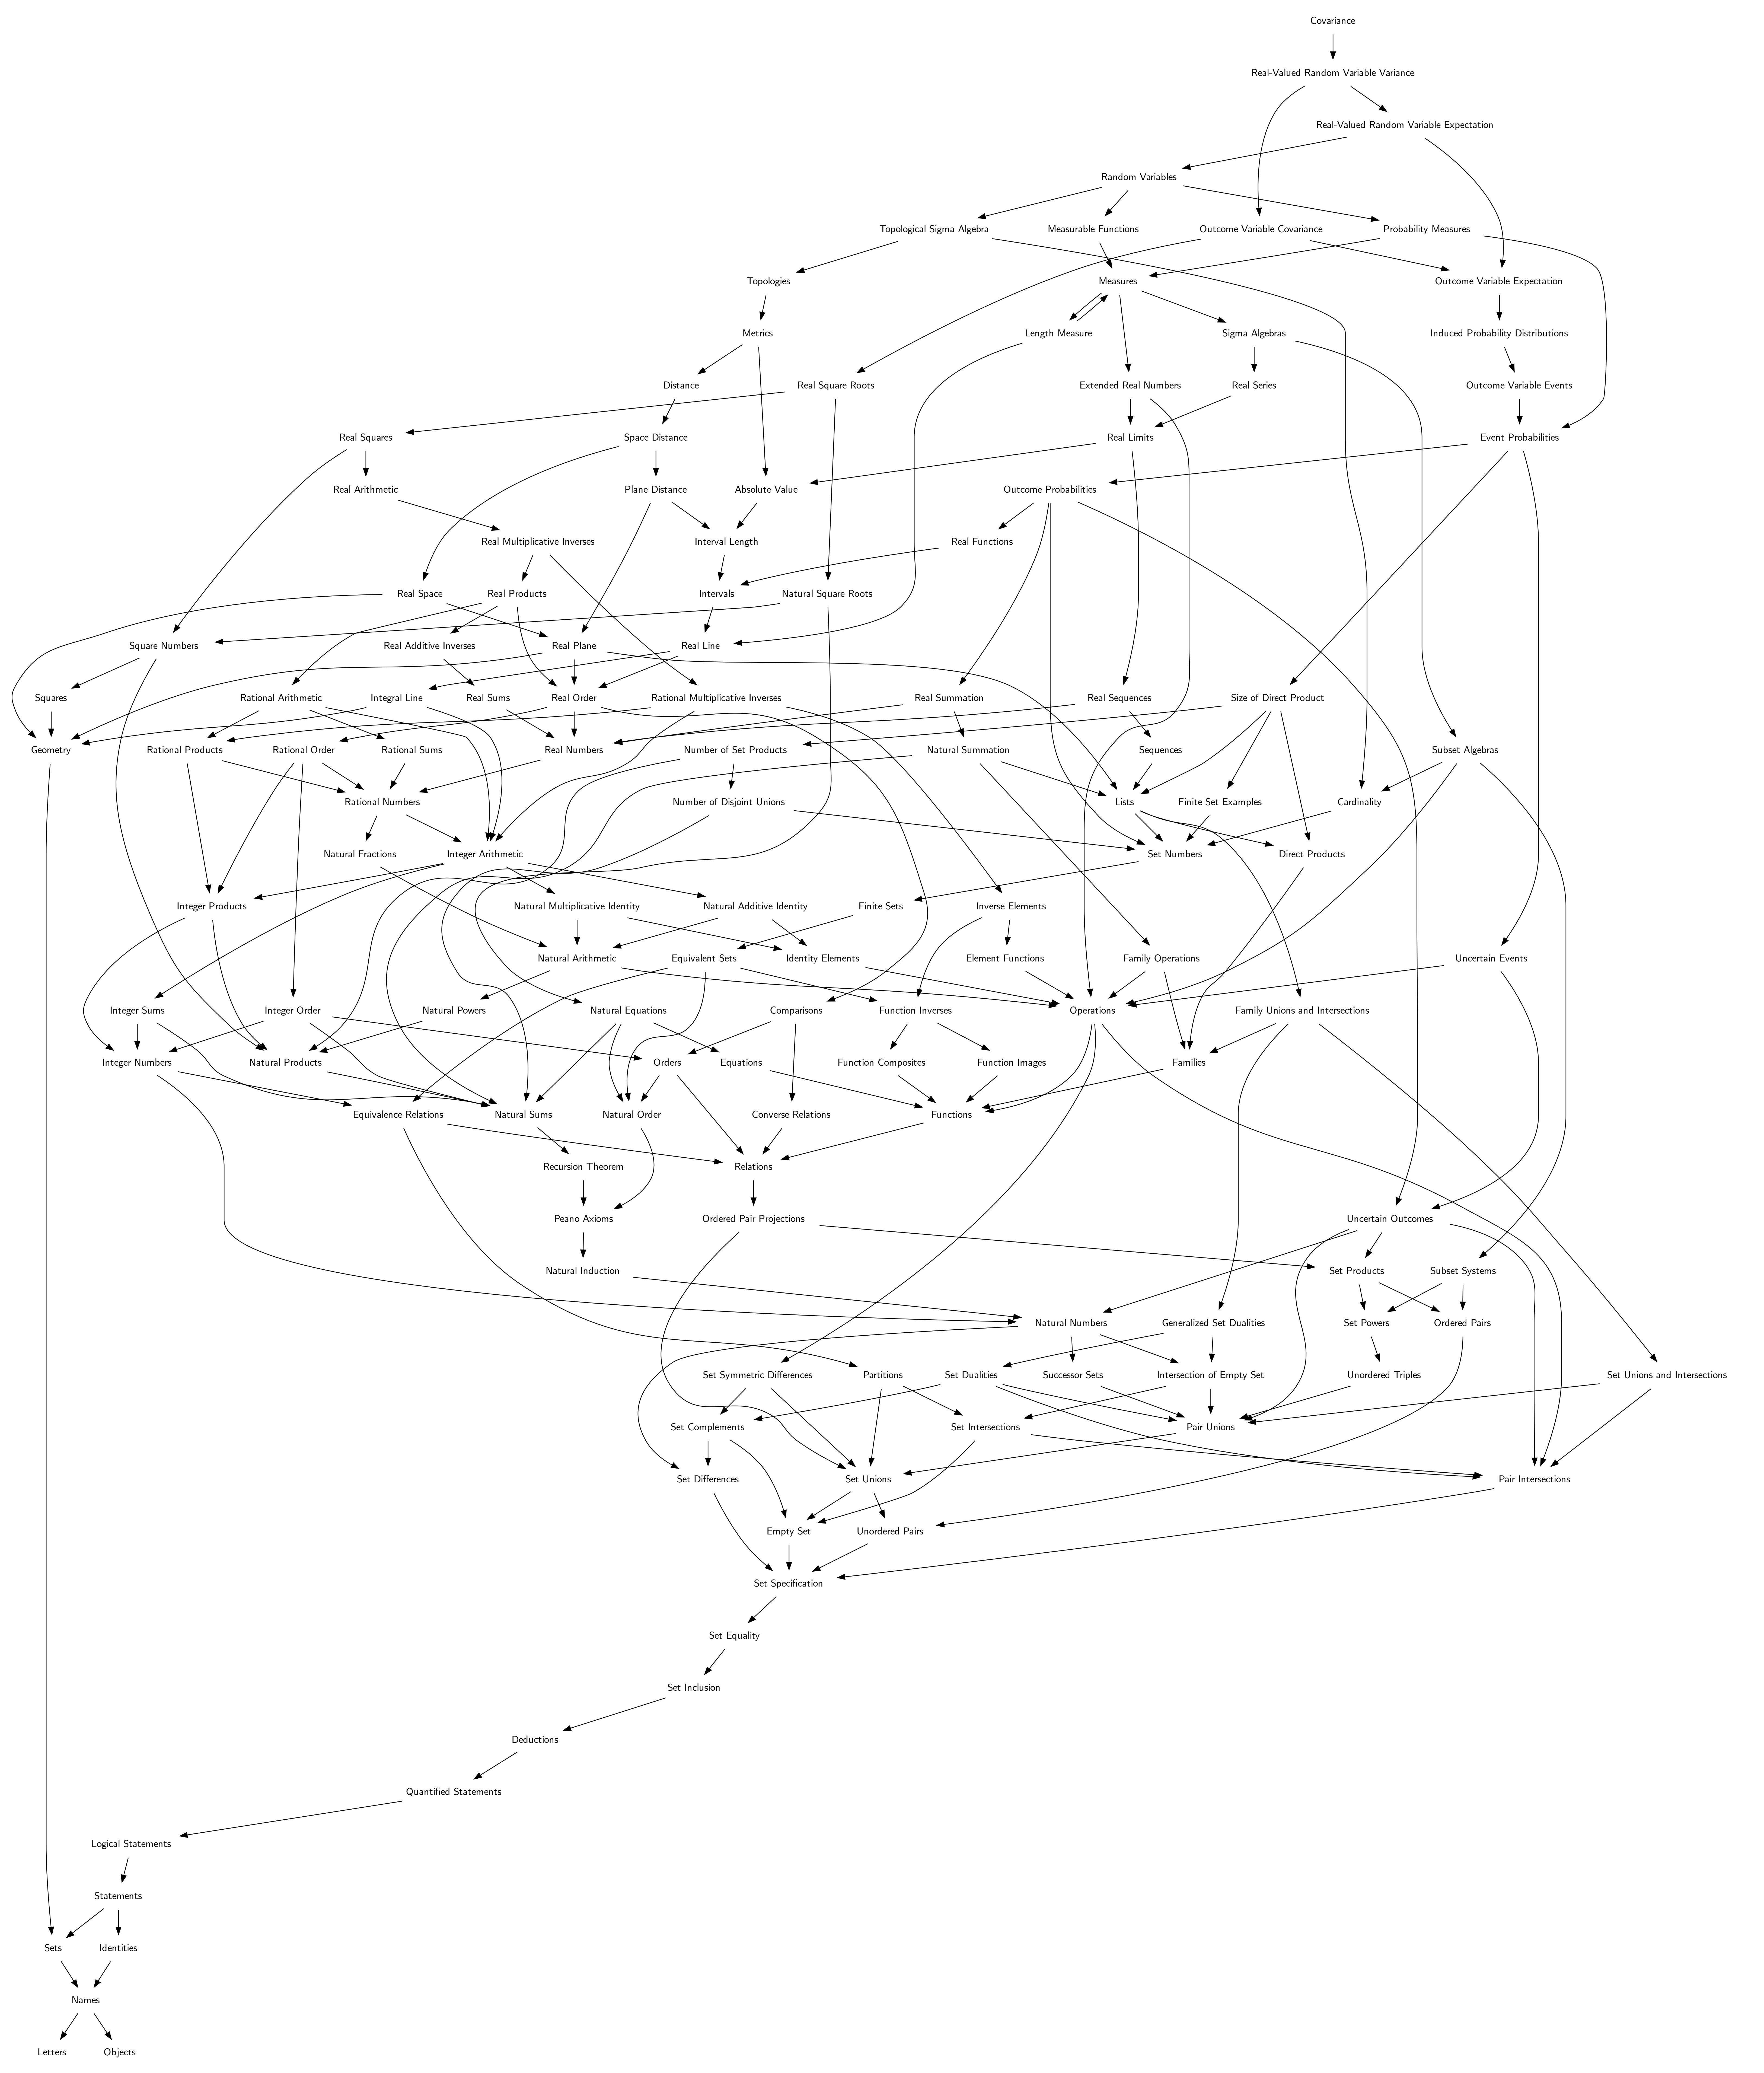 Covariance
Real-Valued Random Variable Variance
Real-Valued Random Variable Expectation
Random Variables
Topological Sigma Algebra
Measurable Functions
Outcome Variable Covariance
Probability Measures
Topologies
Measures
Outcome Variable Expectation
Metrics
Length Measure
Sigma Algebras
Induced Probability Distributions
Distance
Real Square Roots
Extended Real Numbers
Real Series
Outcome Variable Events
Real Squares
Space Distance
Real Limits
Event Probabilities
Real Arithmetic
Plane Distance
Absolute Value
Outcome Probabilities
Real Multiplicative Inverses
Interval Length
Real Functions
Real Space
Real Products
Intervals
Natural Square Roots
Square Numbers
Real Additive Inverses
Real Plane
Real Line
Squares
Rational Arithmetic
Integral Line
Real Sums
Real Order
Rational Multiplicative Inverses
Real Summation
Real Sequences
Size of Direct Product
Geometry
Rational Products
Rational Order
Rational Sums
Real Numbers
Number of Set Products
Natural Summation
Sequences
Subset Algebras
Rational Numbers
Number of Disjoint Unions
Lists
Finite Set Examples
Cardinality
Natural Fractions
Integer Arithmetic
Set Numbers
Direct Products
Integer Products
Natural Multiplicative Identity
Natural Additive Identity
Finite Sets
Inverse Elements
Natural Arithmetic
Equivalent Sets
Identity Elements
Element Functions
Family Operations
Uncertain Events
Integer Sums
Integer Order
Natural Powers
Natural Equations
Comparisons
Function Inverses
Operations
Family Unions and Intersections
Integer Numbers
Natural Products
Orders
Equations
Function Composites
Function Images
Families
Equivalence Relations
Natural Sums
Natural Order
Converse Relations
Functions
Recursion Theorem
Relations
Peano Axioms
Ordered Pair Projections
Uncertain Outcomes
Natural Induction
Set Products
Subset Systems
Natural Numbers
Generalized Set Dualities
Set Powers
Ordered Pairs
Set Symmetric Differences
Partitions
Set Dualities
Successor Sets
Intersection of Empty Set
Unordered Triples
Set Unions and Intersections
Set Complements
Set Intersections
Pair Unions
Set Differences
Set Unions
Pair Intersections
Empty Set
Unordered Pairs
Set Specification
Set Equality
Set Inclusion
Deductions
Quantified Statements
Logical Statements
Statements
Sets
Identities
Names
Letters
Objects